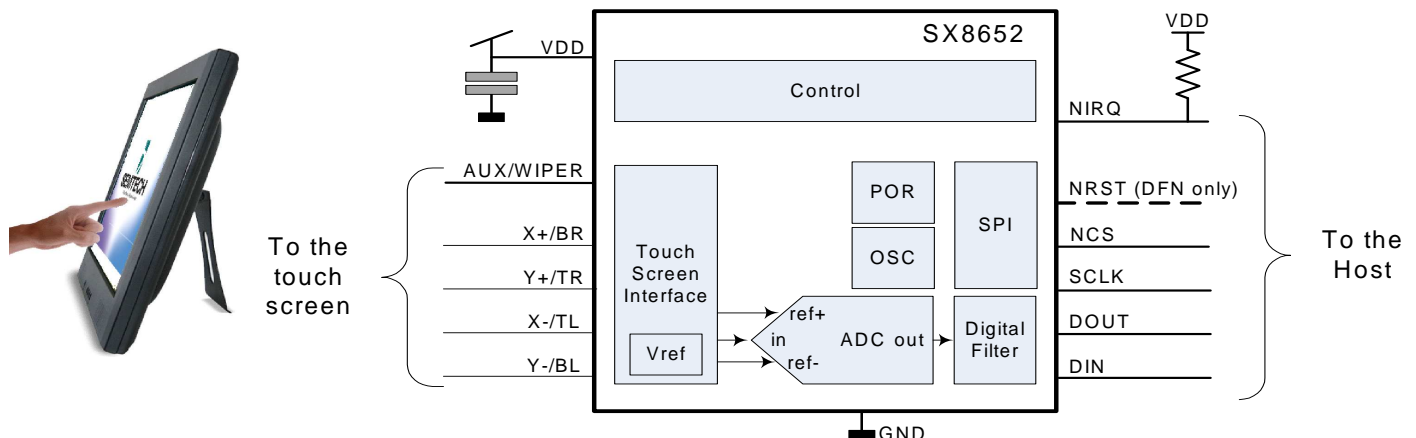 SX8652
VDD
VDD
Control
NIRQ
AUX/WIPER
X+/BR
Y+/TR
X-/TL
Y-/BL
To the
touch
screen
Touch
Screen
Interface
Vref
POR
OSC
SPI
ref+
in
ref-
ADC out
Digital
Filter
NRST (DFN only)
NCS
SCLK
DOUT
DIN
To the
Host
GND
SEMTECH